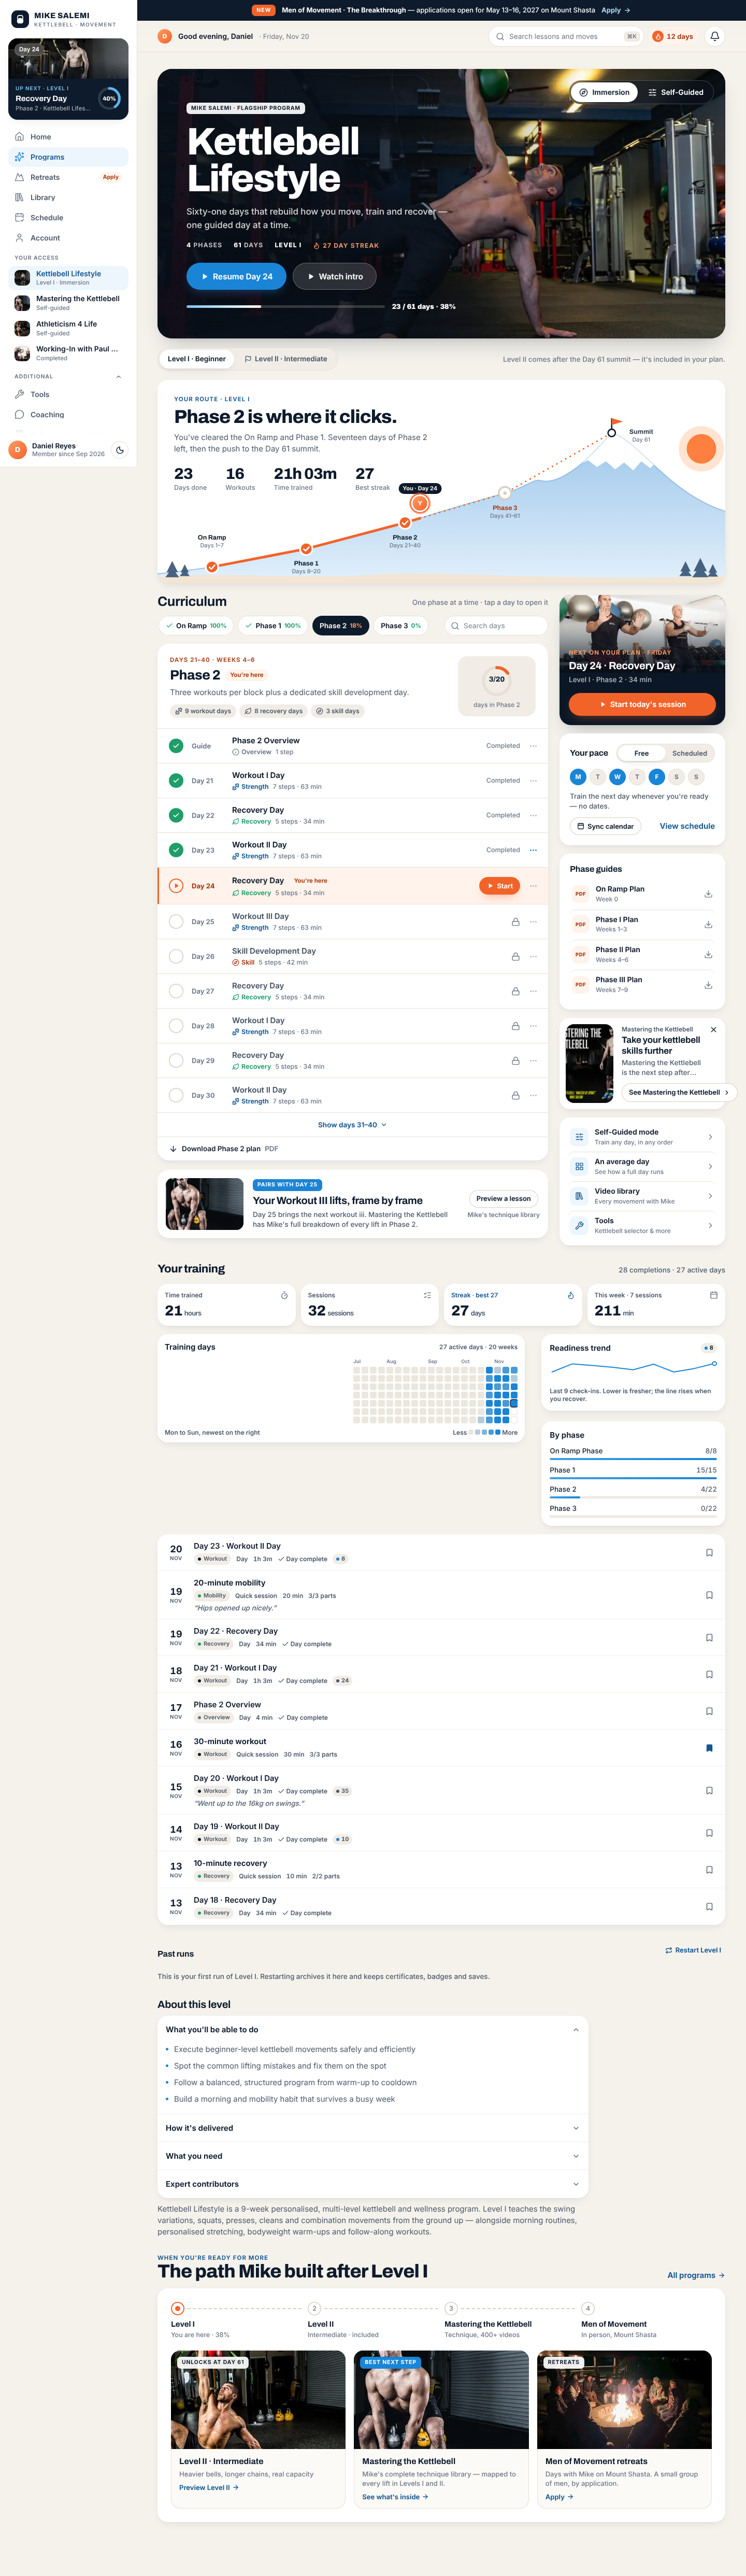 NEW Men of Movement · The Breakthrough — applications open for May 13–16, 2027 on Mount Shasta Apply →
MIKE SALEMI
KETTLEBELL · MOVEMENT
Day 24
UP NEXT · LEVEL I
Recovery Day
Phase 2 · Kettlebell Lifes...
40%
Home
Programs
Retreats Apply
Library
Schedule
Account
YOUR ACCESS
Kettlebell Lifestyle
Level I · Immersion
Mastering the Kettlebell
Self-guided
Athleticism 4 Life
Self-guided
Working-In with Paul ...
Completed
ADDITIONAL
Tools
Coaching
D Daniel Reyes
Member since Sep 2026
D Good evening, Daniel · Friday, Nov 20
Search lessons and moves ⌘K
12 days
Immersion Self-Guided
MIKE SALEMI · FLAGSHIP PROGRAM
Kettlebell
Lifestyle
Sixty-one days that rebuild how you move, train and recover —
one guided day at a time.
4 PHASES 61 DAYS LEVEL I 27 DAY STREAK
Resume Day 24 Watch intro
23 / 61 days · 38%
Level I · Beginner Level II · Intermediate
Level II comes after the Day 61 summit — it's included in your plan.
YOUR ROUTE · LEVEL I
Phase 2 is where it clicks.
You've cleared the On Ramp and Phase 1. Seventeen days of Phase 2
left, then the push to the Day 61 summit.
23 16 21h 03m 27
Days done Workouts Time trained Best streak
You · Day 24
Summit
Day 61
Phase 3
Days 41–61
Phase 2
Days 21–40
On Ramp
Days 1–7
Phase 1
Days 8–20
Curriculum
One phase at a time · tap a day to open it
On Ramp 100% Phase 1 100% Phase 2 18% Phase 3 0%
Search days
DAYS 21–40 · WEEKS 4–6
Phase 2 You're here
Three workouts per block plus a dedicated skill development day.
9 workout days 8 recovery days 3 skill days
3/20
days in Phase 2
Guide Phase 2 Overview Completed
Overview 1 step
Day 21 Workout I Day Completed
Strength 7 steps · 63 min
Day 22 Recovery Day Completed
Recovery 5 steps · 34 min
Day 23 Workout II Day Completed
Strength 7 steps · 63 min
Day 24 Recovery Day You're here Start
Recovery 5 steps · 34 min
Day 25 Workout III Day
Strength 7 steps · 63 min
Day 26 Skill Development Day
Skill 5 steps · 42 min
Day 27 Recovery Day
Recovery 5 steps · 34 min
Day 28 Workout I Day
Strength 7 steps · 63 min
Day 29 Recovery Day
Recovery 5 steps · 34 min
Day 30 Workout II Day
Strength 7 steps · 63 min
Show days 31–40
Download Phase 2 plan PDF
PAIRS WITH DAY 25
Your Workout III lifts, frame by frame
Day 25 brings the next workout iii. Mastering the Kettlebell
has Mike's full breakdown of every lift in Phase 2.
Preview a lesson
Mike's technique library
NEXT ON YOUR PLAN · FRIDAY
Day 24 · Recovery Day
Level I · Phase 2 · 34 min
Start today's session
Your pace Free Scheduled
M T W T F S S
Train the next day whenever you're ready
— no dates.
Sync calendar View schedule
Phase guides
PDF On Ramp Plan
Week 0
PDF Phase I Plan
Weeks 1–3
PDF Phase II Plan
Weeks 4–6
PDF Phase III Plan
Weeks 7–9
Mastering the Kettlebell
Take your kettlebell
skills further
Mastering the Kettlebell
is the next step after...
See Mastering the Kettlebell
Self-Guided mode
Train any day, in any order
An average day
See how a full day runs
Video library
Every movement with Mike
Tools
Kettlebell selector & more
Your training
28 completions · 27 active days
Time trained
21 hours
Sessions
32 sessions
Streak · best 27
27 days
This week · 7 sessions
211 min
Training days
27 active days · 20 weeks
Jul Aug Sep Oct Nov
Mon to Sun, newest on the right
Less More
Readiness trend 8
Last 9 check-ins. Lower is fresher; the line rises when
you recover.
By phase
On Ramp Phase 8/8
Phase 1 15/15
Phase 2 4/22
Phase 3 0/22
20 NOV Day 23 · Workout II Day
Workout Day 1h 3m Day complete 8
19 NOV 20-minute mobility
Mobility Quick session 20 min 3/3 parts
“Hips opened up nicely.”
19 NOV Day 22 · Recovery Day
Recovery Day 34 min Day complete
18 NOV Day 21 · Workout I Day
Workout Day 1h 3m Day complete 24
17 NOV Phase 2 Overview
Overview Day 4 min Day complete
16 NOV 30-minute workout
Workout Quick session 30 min 3/3 parts
15 NOV Day 20 · Workout I Day
Workout Day 1h 3m Day complete 35
“Went up to the 16kg on swings.”
14 NOV Day 19 · Workout II Day
Workout Day 1h 3m Day complete 10
13 NOV 10-minute recovery
Recovery Quick session 10 min 2/2 parts
13 NOV Day 18 · Recovery Day
Recovery Day 34 min Day complete
Past runs
Restart Level I
This is your first run of Level I. Restarting archives it here and keeps certificates, badges and saves.
About this level
What you'll be able to do
Execute beginner-level kettlebell movements safely and efficiently
Spot the common lifting mistakes and fix them on the spot
Follow a balanced, structured program from warm-up to cooldown
Build a morning and mobility habit that survives a busy week
How it's delivered
What you need
Expert contributors
Kettlebell Lifestyle is a 9-week personalised, multi-level kettlebell and wellness program. Level I teaches the swing
variations, squats, presses, cleans and combination movements from the ground up — alongside morning routines,
personalised stretching, bodyweight warm-ups and follow-along workouts.
WHEN YOU'RE READY FOR MORE
The path Mike built after Level I
All programs →
1 2 3 4
Level I
You are here · 38%
Level II
Intermediate · included
Mastering the Kettlebell
Technique, 400+ videos
Men of Movement
In person, Mount Shasta
UNLOCKS AT DAY 61
Level II · Intermediate
Heavier bells, longer chains, real capacity
Preview Level II →
BEST NEXT STEP
Mastering the Kettlebell
Mike's complete technique library — mapped to
every lift in Levels I and II.
See what's inside →
RETREATS
Men of Movement retreats
Days with Mike on Mount Shasta. A small group
of men, by application.
Apply →